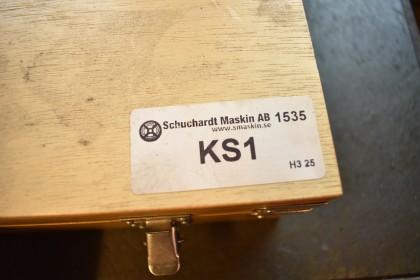 Schuchardt Maskin AB 1535
www.smaskin.se
KS1
H3 25